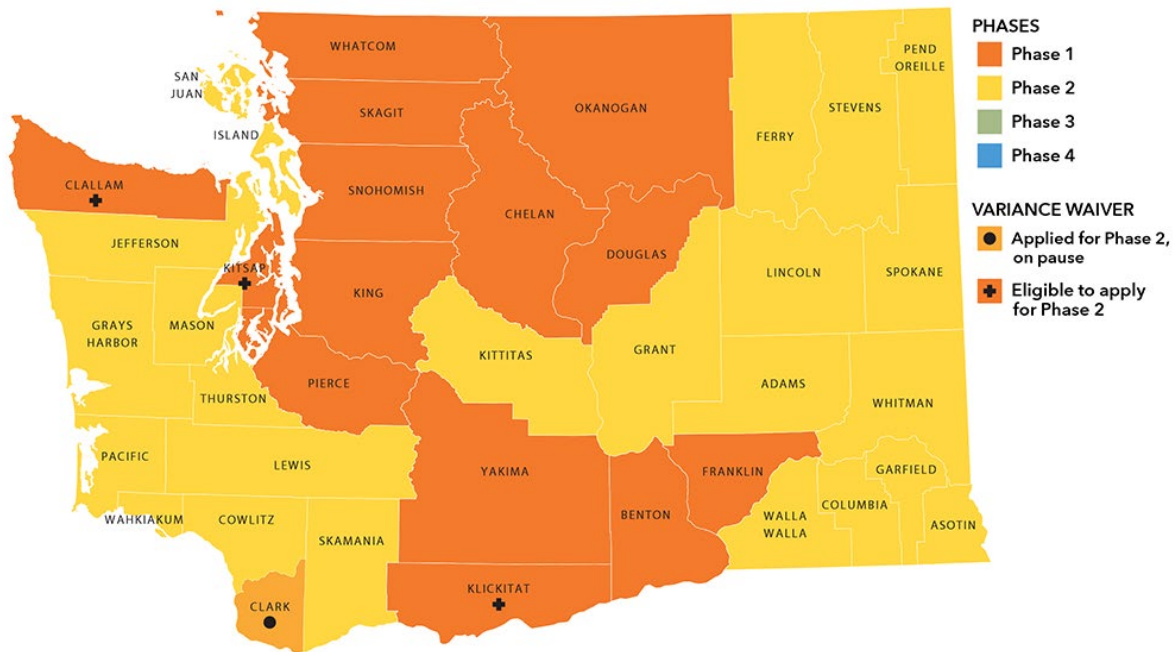 WHATCOM
SAN
JUAN
SKAGIT
ISLAND
OKANOGAN
FERRY
STEVENS
PEND
OREILLE
CLALLAM
SNOHOMISH
CHELAN
JEFFERSON
DOUGLAS
KITSAP
KING
LINCOLN
SPOKANE
GRAYS
HARBOR
MASON
KITTITAS
GRANT
PIERCE
THURSTON
ADAMS
WHITMAN
PACIFIC
LEWIS
YAKIMA
FRANKLIN
GARFIELD
WAHKIAKUM
COWLITZ
SKAMANIA
BENTON
WALLA
WALLA
COLUMBIA
ASOTIN
KLICKITAT
CLARK
PHASES
Phase 1
Phase 2
Phase 3
Phase 4
VARIANCE WAIVER
Applied for Phase 2,
on pause
Eligible to apply
for Phase 2